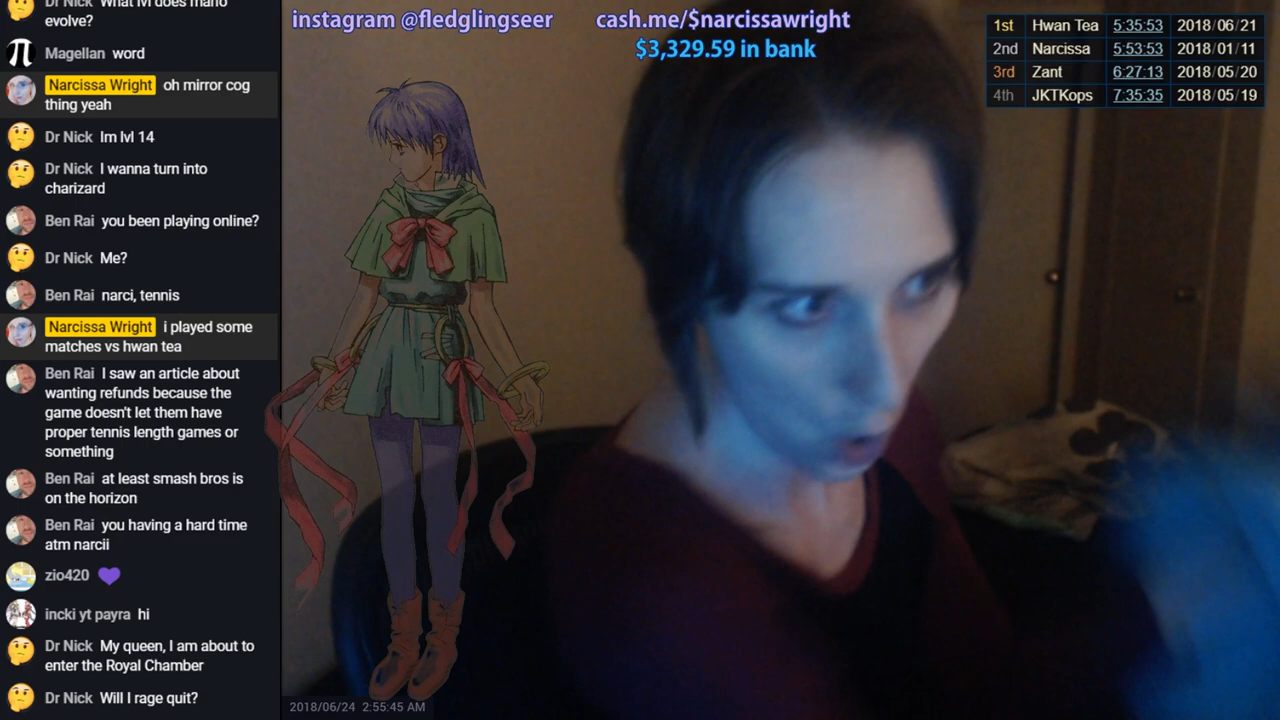 Dr Nick What lvl does mario
evolve?
Magellan word
Narcissa Wright oh mirror cog
thing yeah
Dr Nick Im lvl 14
Dr Nick I wanna turn into
charizard
Ben Rai you been playing online?
Dr Nick Me?
Ben Rai narci, tennis
Narcissa Wright i played some
matches vs hwan tea
Ben Rai I saw an article about
wanting refunds because the
game doesn't let them have
proper tennis length games or
something
Ben Rai at least smash bros is
on the horizon
Ben Rai you having a hard time
atm narcii
zio420
incki yt payra hi
Dr Nick My queen, I am about to
enter the Royal Chamber
Dr Nick Will I rage quit?
instagram @fledglingseer
cash.me/$narcissawright
$3,329.59 in bank
1st Hwan Tea 5:35:53 2018/06/21
2nd Narcissa 5:53:53 2018/01/11
3rd Zant 6:27:13 2018/05/20
4th JKTKops 7:35:35 2018/05/19
2018/06/24 2:55:45 AM